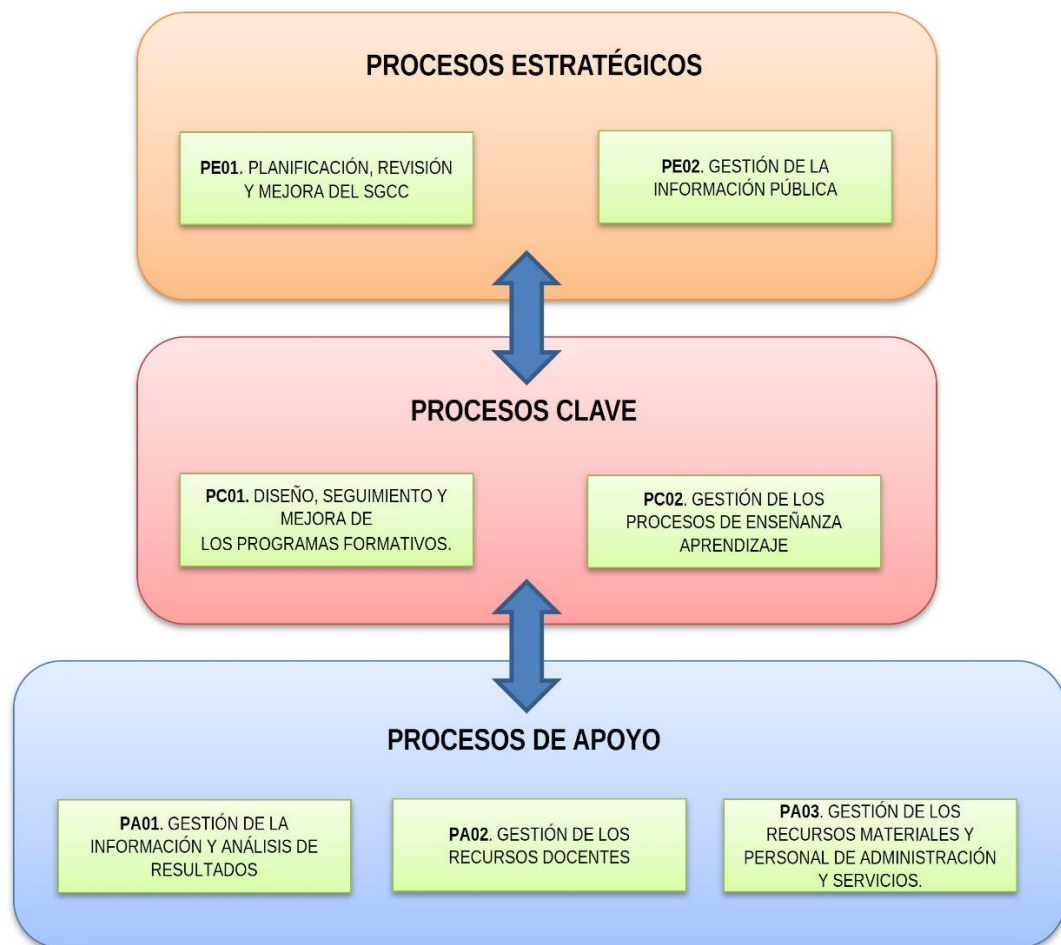 PROCESOS ESTRATÉGICOS
PE01. PLANIFICACIÓN, REVISIÓN
Y MEJORA DEL SGCC
PE02. GESTIÓN DE LA
INFORMACIÓN PÚBLICA
PROCESOS CLAVE
PC01. DISEÑO, SEGUIMIENTO Y
MEJORA DE
LOS PROGRAMAS FORMATIVOS.
PC02. GESTIÓN DE LOS
PROCESOS DE ENSEÑANZA
APRENDIZAJE
PROCESOS DE APOYO
PA01. GESTIÓN DE LA
INFORMACIÓN Y ANÁLISIS DE
RESULTADOS
PA02. GESTIÓN DE LOS
RECURSOS DOCENTES
PA03. GESTIÓN DE LOS
RECURSOS MATERIALES Y
PERSONAL DE ADMINISTRACIÓN
Y SERVICIOS.